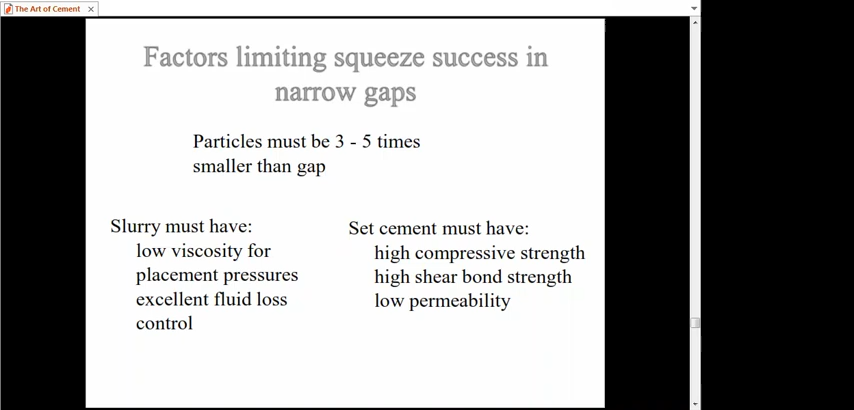 The Art of Cement
Factors limiting squeeze success in
narrow gaps
Particles must be 3 - 5 times
smaller than gap
Slurry must have:
low viscosity for
placement pressures
excellent fluid loss
control
Set cement must have:
high compressive strength
high shear bond strength
low permeability